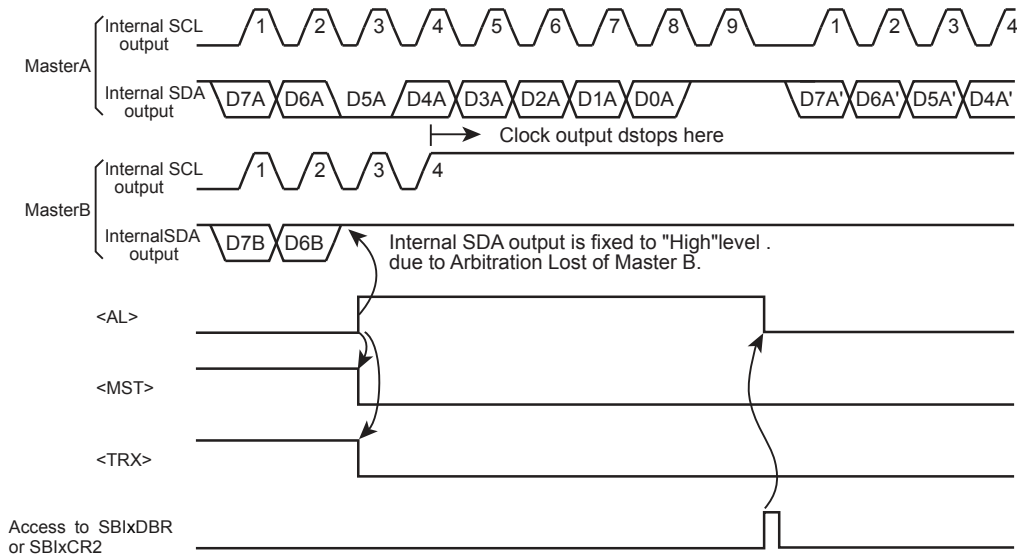 Internal SCL output
1 2 3 4 5 6 7 8 9 1 2 3 4
MasterA
Internal SDA output
D7A D6A D5A D4A D3A D2A D1A D0A D7A' D6A' D5A' D4A'
Clock output dstops here
Internal SCL output
1 2 3 4
MasterB
InternalSDA output
D7B D6B
Internal SDA output is fixed to "High"level .
due to Arbitration Lost of Master B.
<AL>
<MST>
<TRX>
Access to SBIxDBR
or SBIxCR2